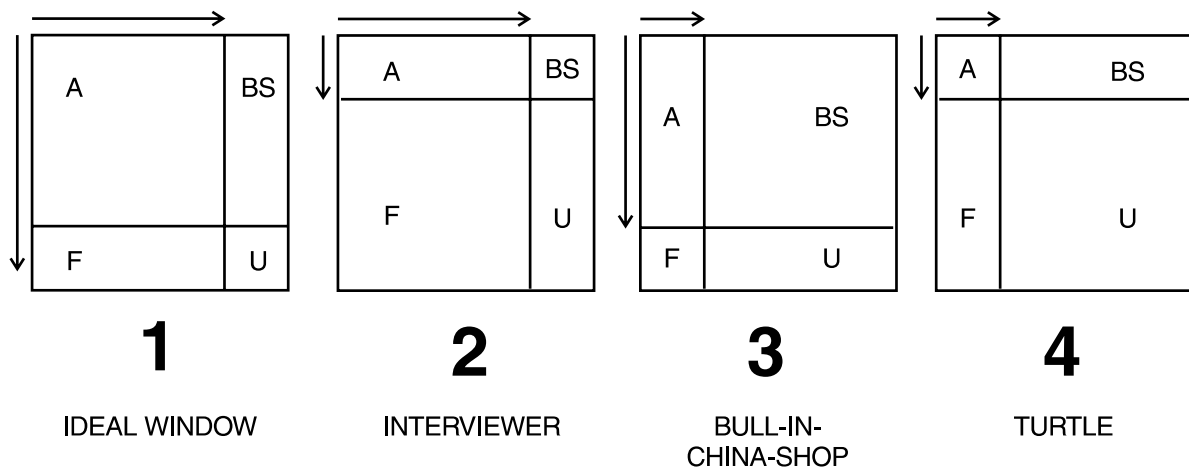 A BS
F U
A BS
F U
A BS
F U
A BS
F U
1 2 3 4
IDEAL WINDOW
INTERVIEWER
BULL-IN-
CHINA-SHOP
TURTLE